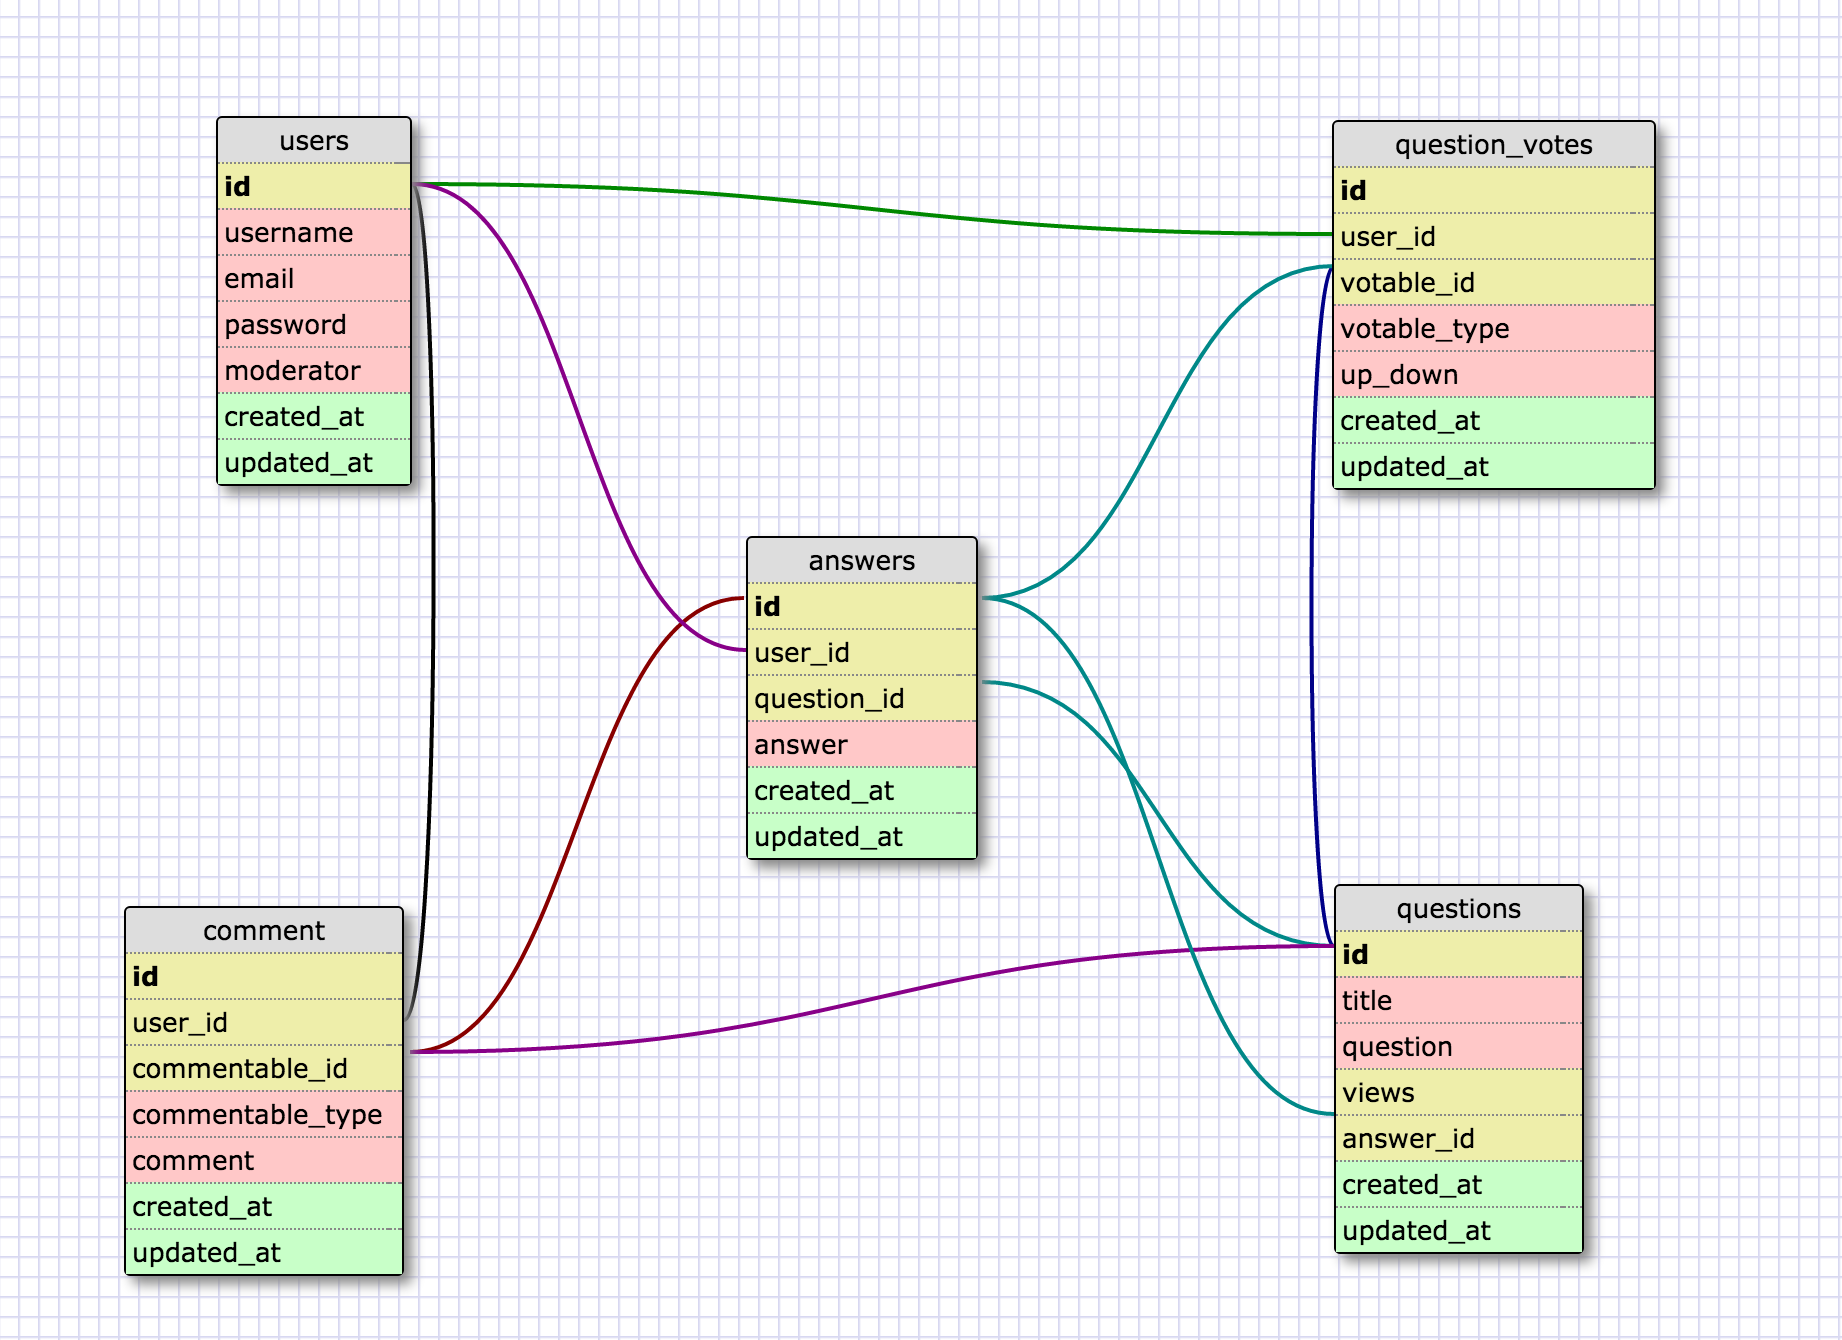 users
id
username
email
password
moderator
created_at
updated_at
question_votes
id
user_id
votable_id
votable_type
up_down
created_at
updated_at
answers
id
user_id
question_id
answer
created_at
updated_at
comment
id
user_id
commentable_id
commentable_type
comment
created_at
updated_at
questions
id
title
question
views
answer_id
created_at
updated_at